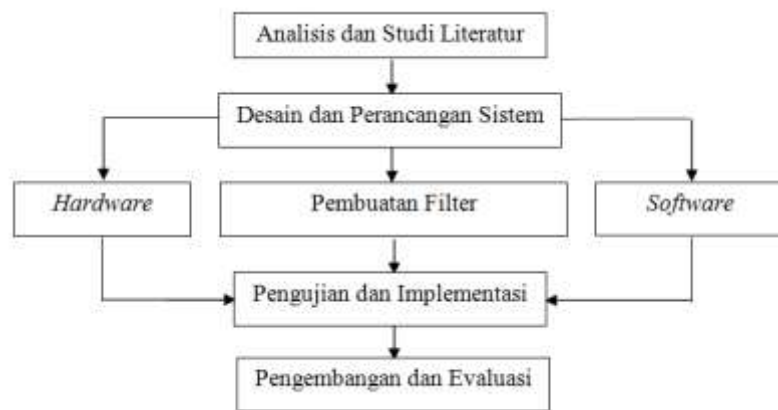 Analisis dan Studi Literatur
Desain dan Perancangan Sistem
Hardware
Pembuatan Filter
Software
Pengujian dan Implementasi
Pengembangan dan Evaluasi